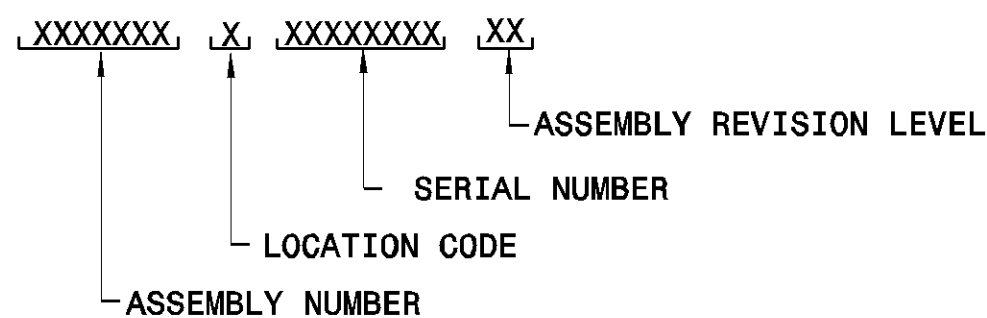 XXXXXXX X XXXXXXXX XX
ASSEMBLY REVISION LEVEL
SERIAL NUMBER
LOCATION CODE
ASSEMBLY NUMBER